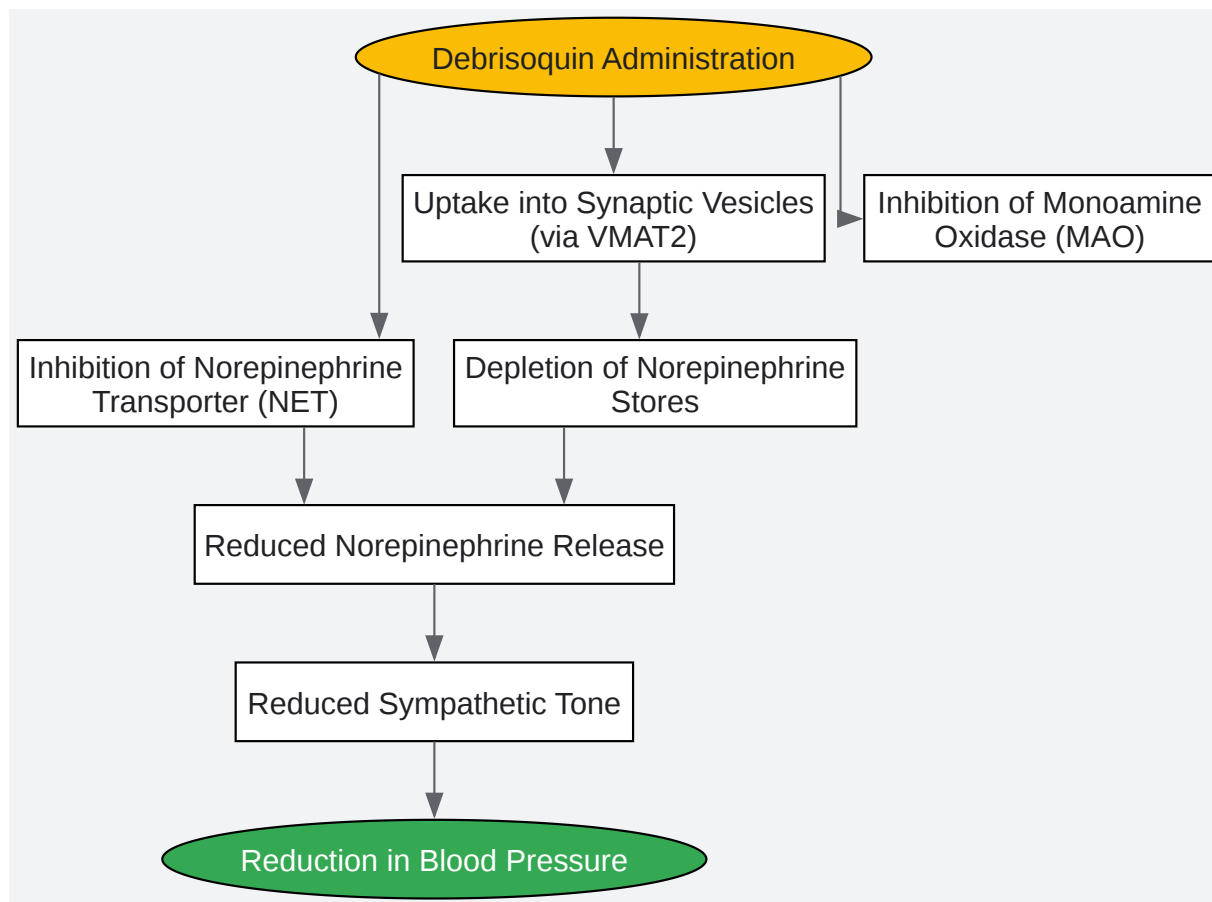 Debrisoquin Administration
Uptake into Synaptic Vesicles
(via VMAT2)
Inhibition of Monoamine
Oxidase (MAO)
Inhibition of Norepinephrine
Transporter (NET)
Depletion of Norepinephrine
Stores
Reduced Norepinephrine Release
Reduced Sympathetic Tone
Reduction in Blood Pressure